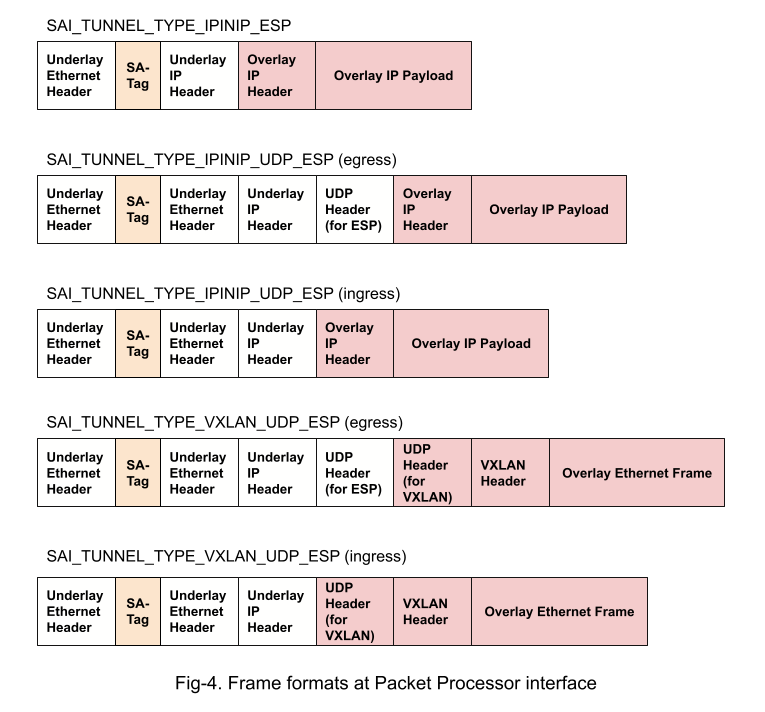 SAI_TUNNEL_TYPE_IPINIP_ESP
Underlay
Ethernet
Header
SA-
Tag
Underlay
IP
Header
Overlay
IP
Header
Overlay IP Payload
SAI_TUNNEL_TYPE_IPINIP_UDP_ESP (egress)
Underlay
Ethernet
Header
SA-
Tag
Underlay
Ethernet
Header
Underlay
IP
Header
UDP
Header
(for ESP)
Overlay
IP
Header
Overlay IP Payload
SAI_TUNNEL_TYPE_IPINIP_UDP_ESP (ingress)
Underlay
Ethernet
Header
SA-
Tag
Underlay
Ethernet
Header
Underlay
IP
Header
Overlay
IP
Header
Overlay IP Payload
SAI_TUNNEL_TYPE_VXLAN_UDP_ESP (egress)
Underlay
Ethernet
Header
SA-
Tag
Underlay
Ethernet
Header
Underlay
IP
Header
UDP
Header
(for ESP)
UDP
Header
(for
VXLAN)
VXLAN
Header
Overlay Ethernet Frame
SAI_TUNNEL_TYPE_VXLAN_UDP_ESP (ingress)
Underlay
Ethernet
Header
SA-
Tag
Underlay
Ethernet
Header
Underlay
IP
Header
UDP
Header
(for
VXLAN)
VXLAN
Header
Overlay Ethernet Frame
Fig-4. Frame formats at Packet Processor interface